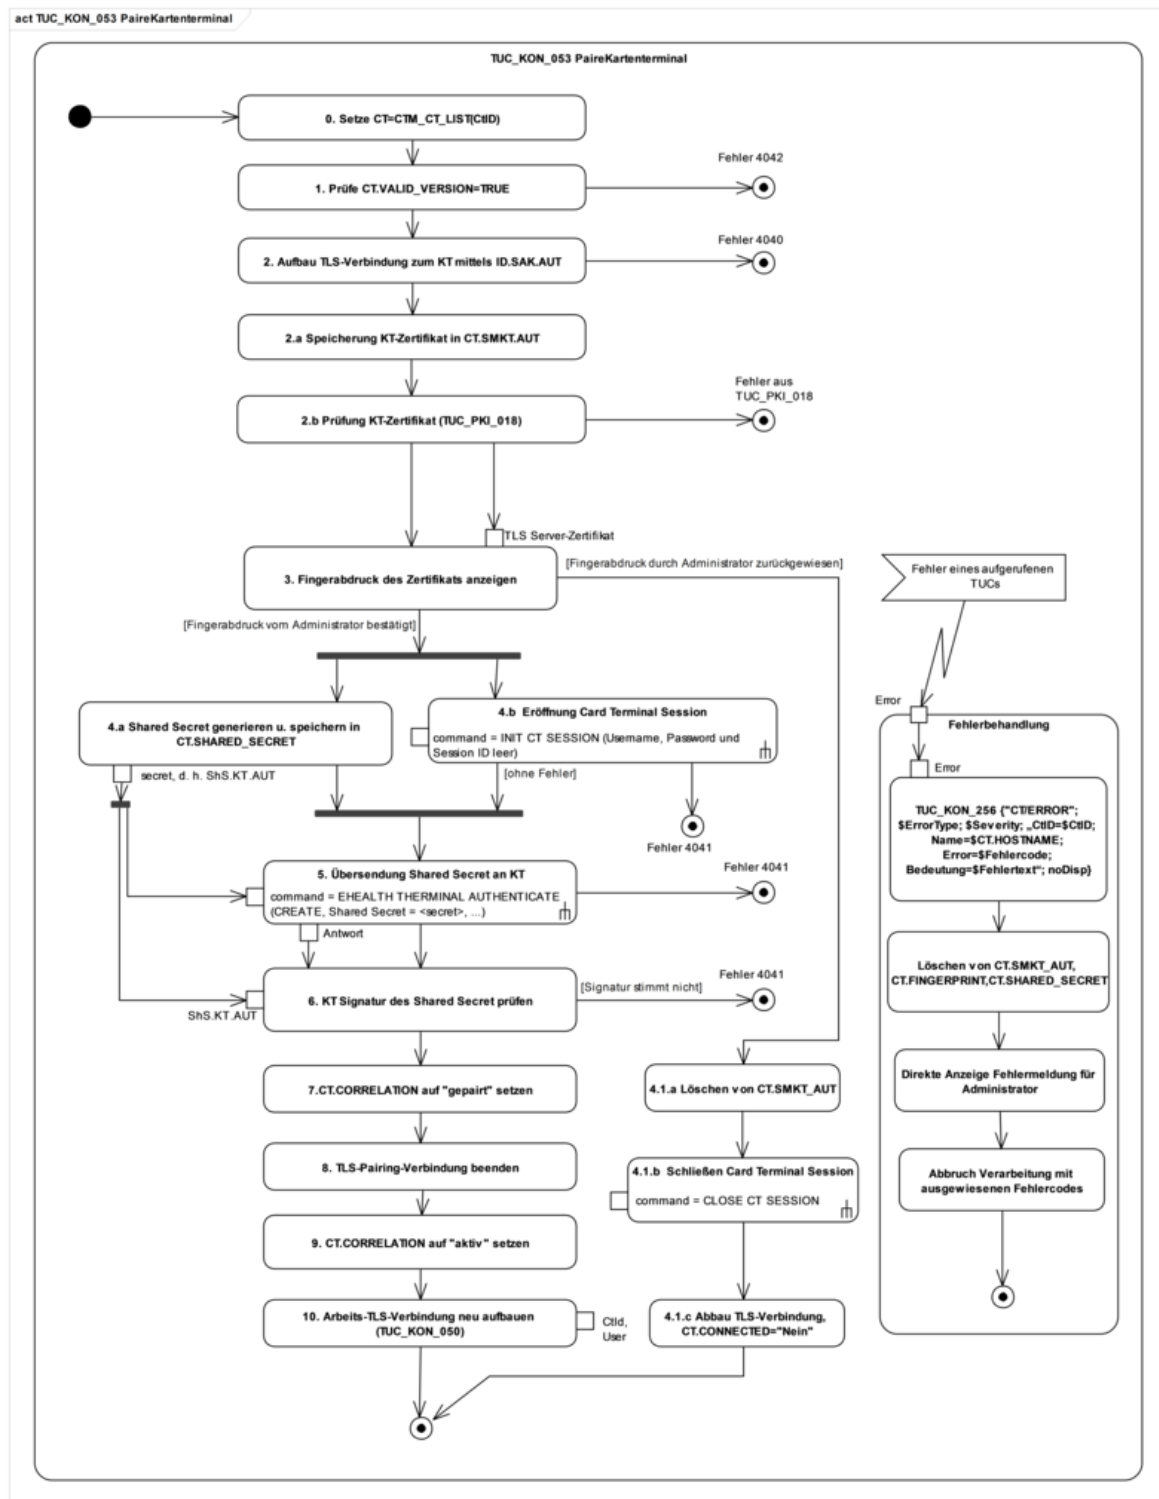 act TUC_KON_053 PaireKartenterminal
TUC_KON_053 PaireKartenterminal
0. Setze CT=CTM_CT_LIST(CtID)
Fehler 4042
1. Prüfe CT.VALID_VERSION=TRUE
Fehler 4040
2. Aufbau TLS-Verbindung zum KT mittels ID.SAK.AUT
2.a Speicherung KT-Zertifikat in CT.SMKT.AUT
Fehler aus
TUC_PKI_018
2.b Prüfung KT-Zertifikat (TUC_PKI_018)
TLS Server-Zertifikat
[Fingerabdruck durch Administrator zurückgewiesen]
3. Fingerabdruck des Zertifikats anzeigen
[Fingerabdruck vom Administrator bestätigt]
4.a Shared Secret generieren u. speichern in
CT.SHARED_SECRET
secret, d. h. ShS.KT.AUT
4.b Eröffnung Card Terminal Session
command = INIT CT SESSION (Username, Password und
Session ID leer)
[ohne Fehler]
Fehler 4041
Fehler 4041
5. Übersendung Shared Secret an KT
command = EHEALTH THERMINAL AUTHENTICATE
(CREATE, Shared Secret = <secret>, ...)
Antwort
Fehler 4041
[Signatur stimmt nicht]
6. KT Signatur des Shared Secret prüfen
ShS.KT.AUT
7.CT.CORRELATION auf "gepairt" setzen
8. TLS-Pairing-Verbindung beenden
9. CT.CORRELATION auf "aktiv" setzen
10. Arbeits-TLS-Verbindung neu aufbauen
(TUC_KON_050)
CtId,
User
4.1.a Löschen von CT.SMKT_AUT
4.1.b Schließen Card Terminal Session
command = CLOSE CT SESSION
4.1.c Abbau TLS-Verbindung,
CT.CONNECTED="Nein"
Fehler eines aufgerufenen
TUCs
Error
Fehlerbehandlung
Error
TUC_KON_256 {"CT/ERROR";
$ErrorType; $Severity; „CtID=$CtID;
Name=$CT.HOSTNAME;
Error=$Fehlercode;
Bedeutung=$Fehlertext“; noDisp}
Löschen von CT.SMKT_AUT,
CT.FINGERPRINT,CT.SHARED_SECRET
Direkte Anzeige Fehlermeldung für
Administrator
Abbruch Verarbeitung mit
ausgewiesenen Fehlercodes